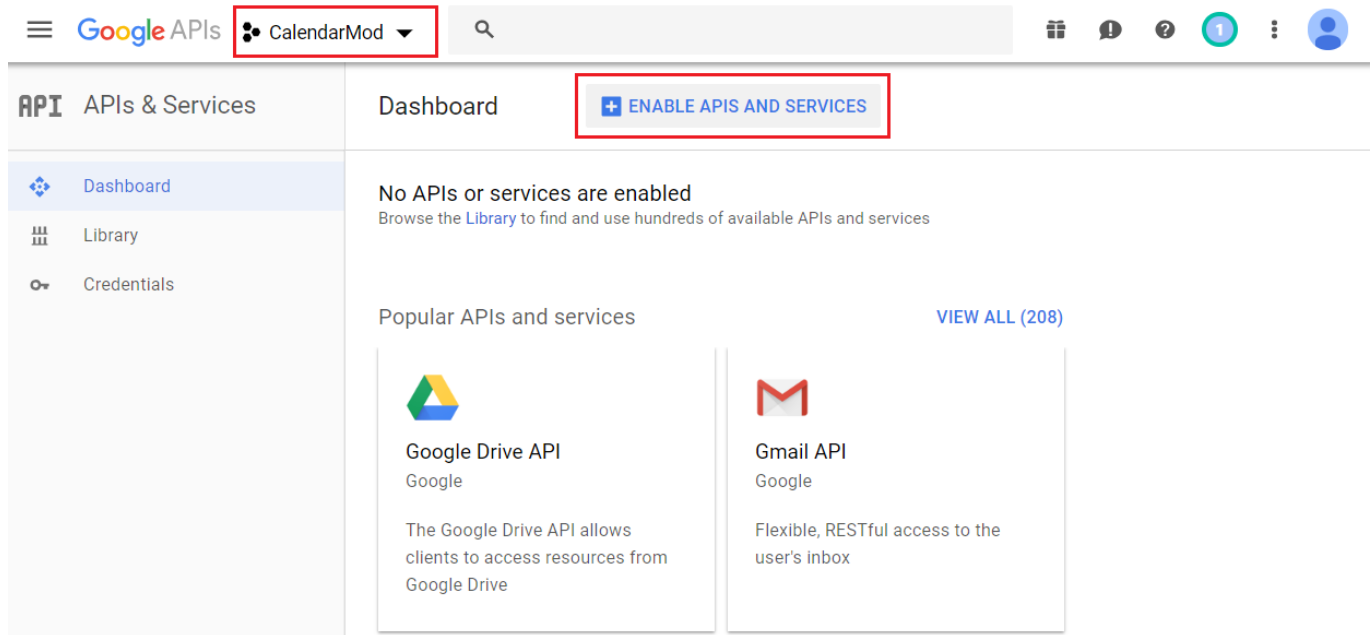 Google APIs
CalendarMod
1
API APIs & Services
Dashboard
ENABLE APIS AND SERVICES
Dashboard
Library
Credentials
No APIs or services are enabled
Browse the Library to find and use hundreds of available APIs and services
Popular APIs and services
VIEW ALL (208)
Google Drive API
Google
The Google Drive API allows
clients to access resources from
Google Drive
Gmail API
Google
Flexible, RESTful access to the
user's inbox